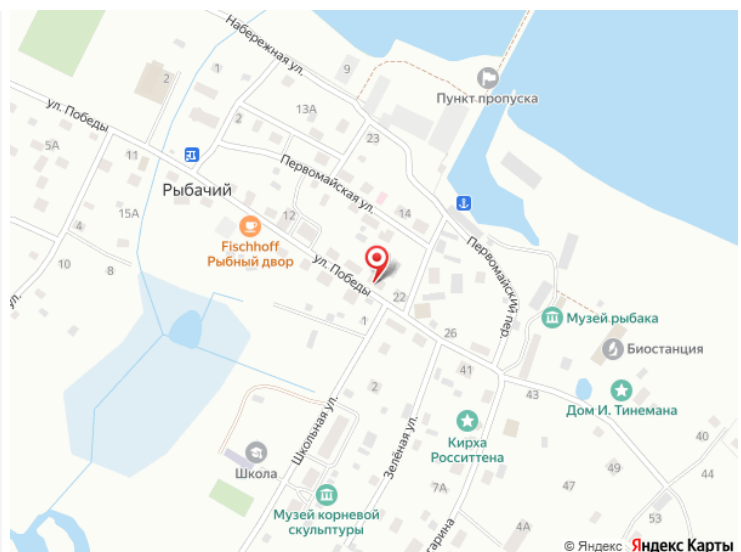 Набережная ул.
9
1
2
13А
Пункт пропуска
ул. Победы
2
23
5А
11
Первомайская ул.
Рыбачий
15А
12
14
4
Fischhoff
Рыбный двор
ул. Победы
Первомайский пер.
10
8
ул.
22
1
26
Музей рыбака
Биостанция
41
2
43
Дом И. Тинемана
Школьная ул.
Зелёная ул.
Кирха
Росситтена
40
47
49
44
Школа
7А
Музей корневой
скульптуры
гарина
4А
53
© Яндекс Яндекс Карты